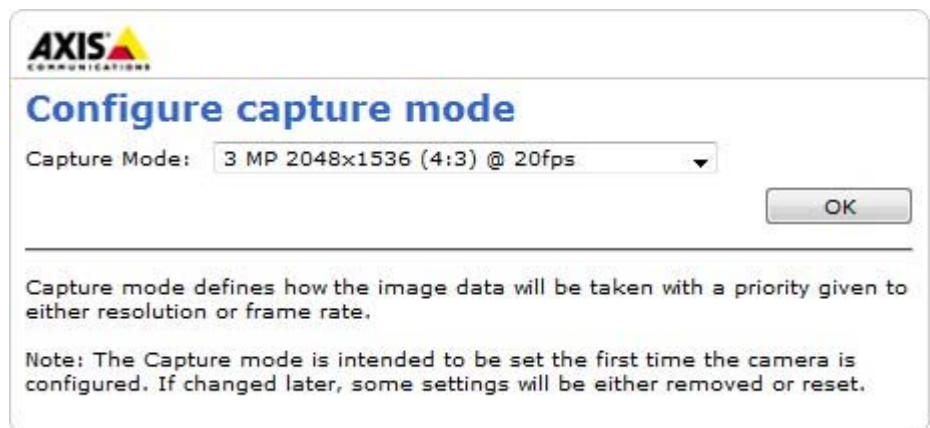 AXIS
COMMUNICATIONS
Configure capture mode
Capture Mode: 3 MP 2048x1536 (4:3) @ 20fps
OK
Capture mode defines how the image data will be taken with a priority given to
either resolution or frame rate.
Note: The Capture mode is intended to be set the first time the camera is
configured. If changed later, some settings will be either removed or reset.